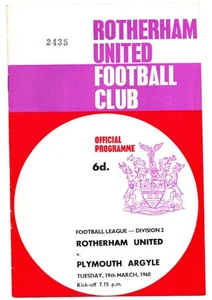 2435
ROTHERHAM
UNITED
FOOTBALL
CLUB
OFFICIAL
PROGRAMME
6d.
FOOTBALL LEAGUE — DIVISION 2
ROTHERHAM UNITED
v.
PLYMOUTH ARGYLE
TUESDAY, 19th MARCH, 1968
Kick-off 7.15 p.m.